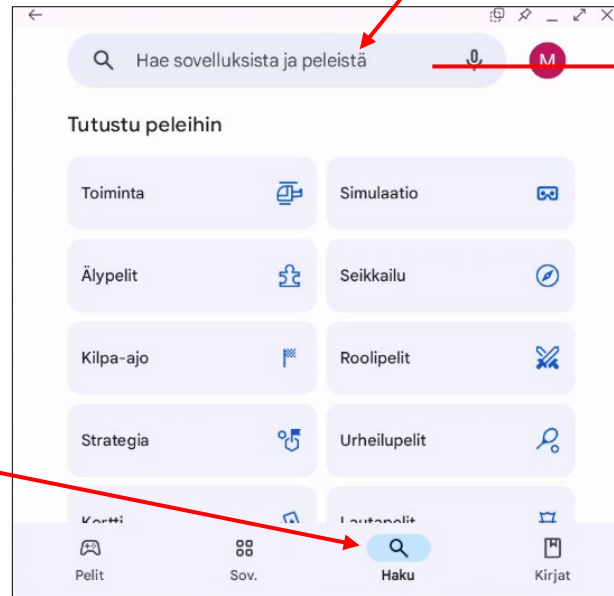 Hae sovelluksista ja peleistä
M
Tutustu peleihin
Toiminta
Simulaatio
Älypelit
Seikkailu
Kilpa-ajo
Roolipelit
Strategia
Urheilupelit
Kortti
Lautapelit
Pelit
Sov.
Haku
Kirjat